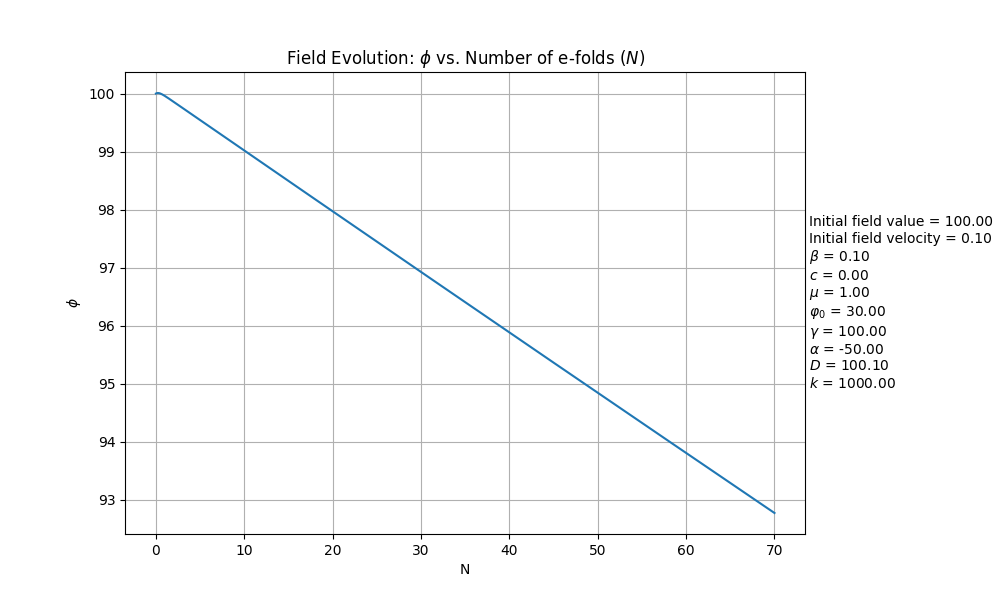 Field Evolution: ϕ vs. Number of e-folds (N)
100
99
98
97
96
95
94
93
ϕ
0 10 20 30 40 50 60 70
N
Initial field value = 100.00
Initial field velocity = 0.10
β = 0.10
c = 0.00
μ = 1.00
φ₀ = 30.00
γ = 100.00
α = -50.00
D = 100.10
k = 1000.00